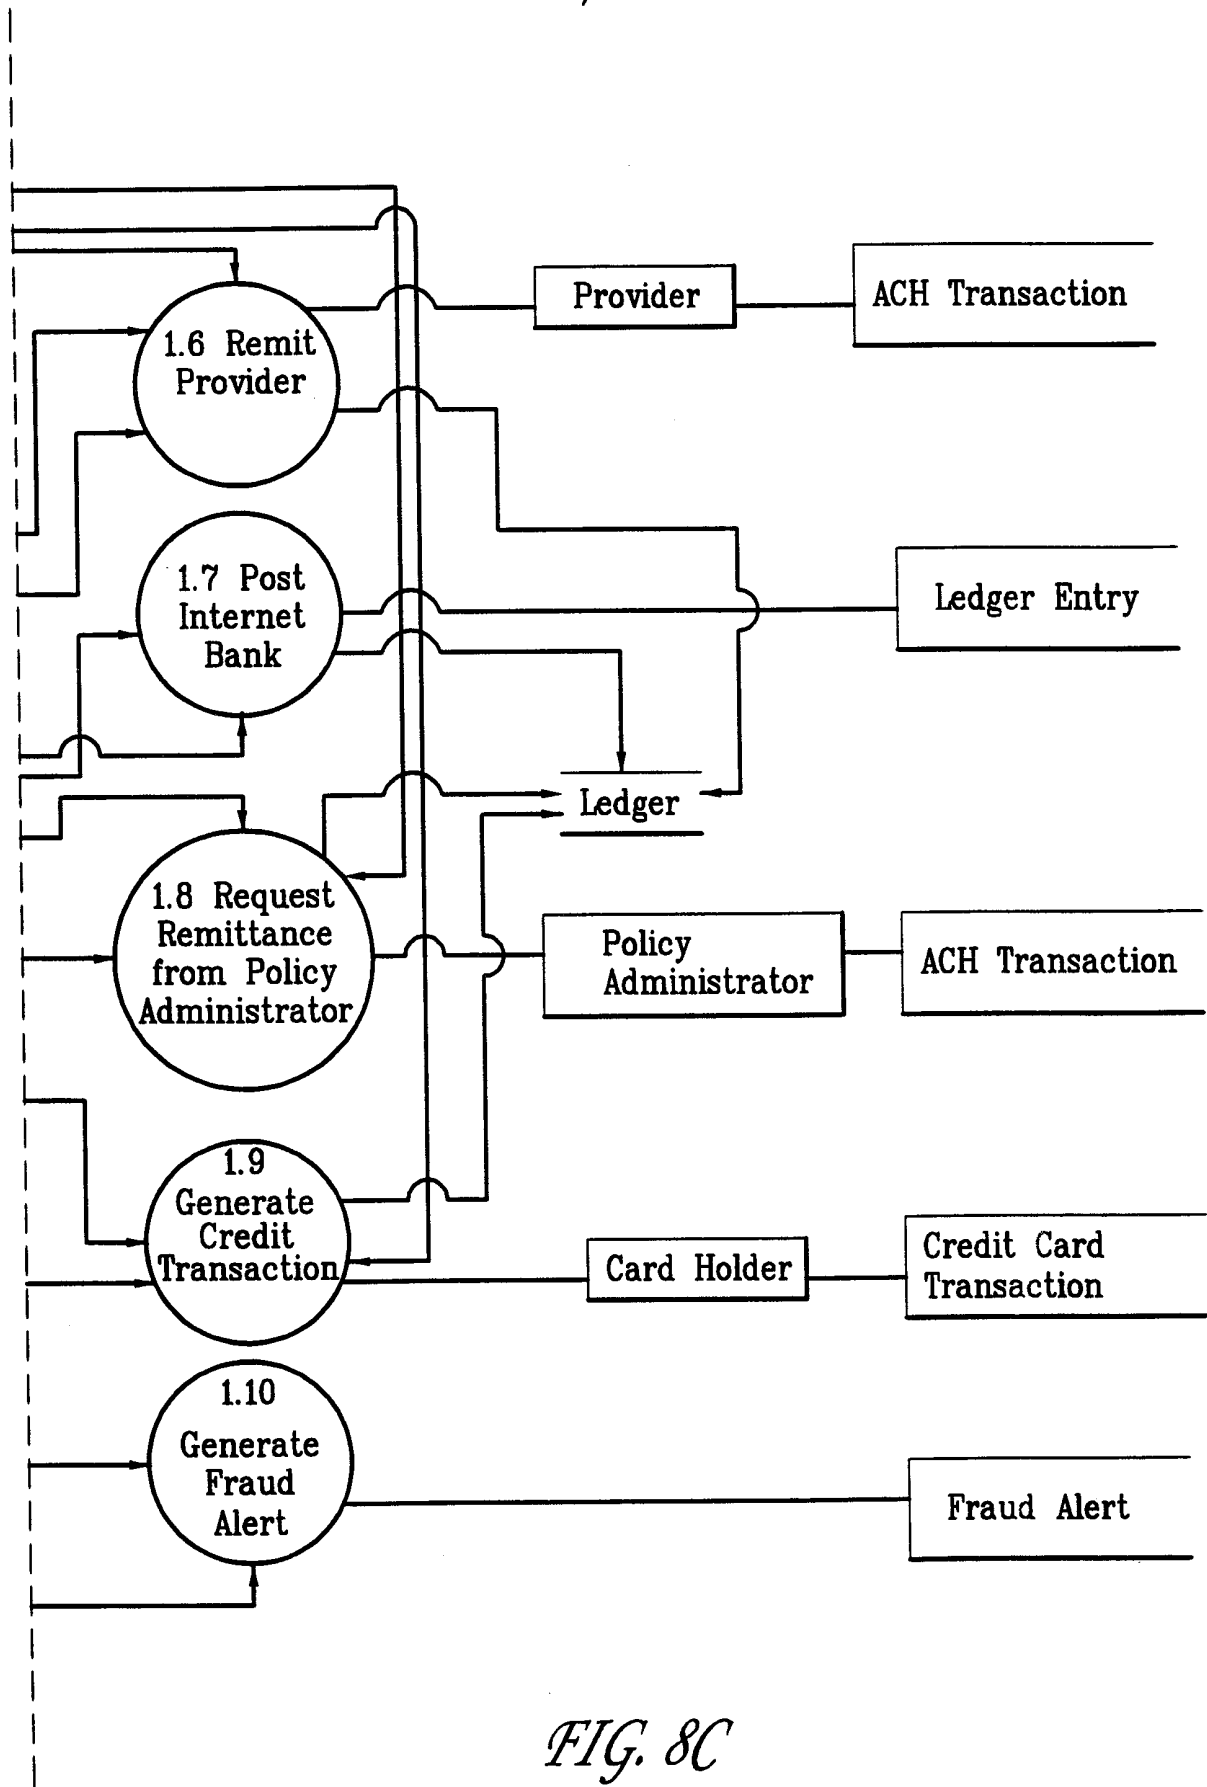 1.6 Remit
Provider
Provider
ACH Transaction
1.7 Post
Internet
Bank
Ledger Entry
Ledger
1.8 Request
Remittance
from Policy
Administrator
Policy
Administrator
ACH Transaction
1.9
Generate
Credit
Transaction
Card Holder
Credit Card
Transaction
1.10
Generate
Fraud
Alert
Fraud Alert
FIG. 8C